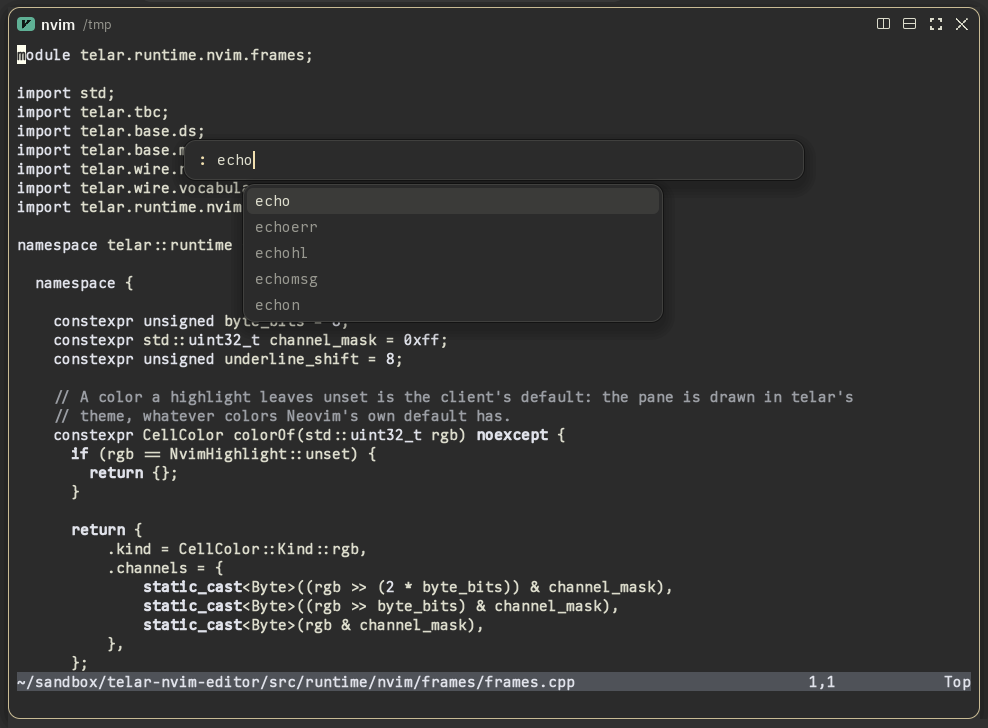 nvim /tmp
module telar.runtime.nvim.frames;
import std;
import telar.tbc;
import telar.base.ds;
import telar.base.
: echo
import telar.wire.
import telar.wire.vocabula
echo
import telar.runtime.nvim
echoerr
namespace telar::runtime
echohl
namespace {
echomsg
echon
constexpr unsigned byte_bits = 8;
constexpr std::uint32_t channel_mask = 0xff;
constexpr unsigned underline_shift = 8;
// A color a highlight leaves unset is the client's default: the pane is drawn in telar's
// theme, whatever colors Neovim's own default has.
constexpr CellColor colorOf(std::uint32_t rgb) noexcept {
if (rgb == NvimHighlight::unset) {
return {};
}
return {
.kind = CellColor::Kind::rgb,
.channels = {
static_cast<Byte>((rgb >> (2 * byte_bits)) & channel_mask),
static_cast<Byte>((rgb >> byte_bits) & channel_mask),
static_cast<Byte>(rgb & channel_mask),
},
};
~/sandbox/telar-nvim-editor/src/runtime/nvim/frames/frames.cpp 1,1 Top